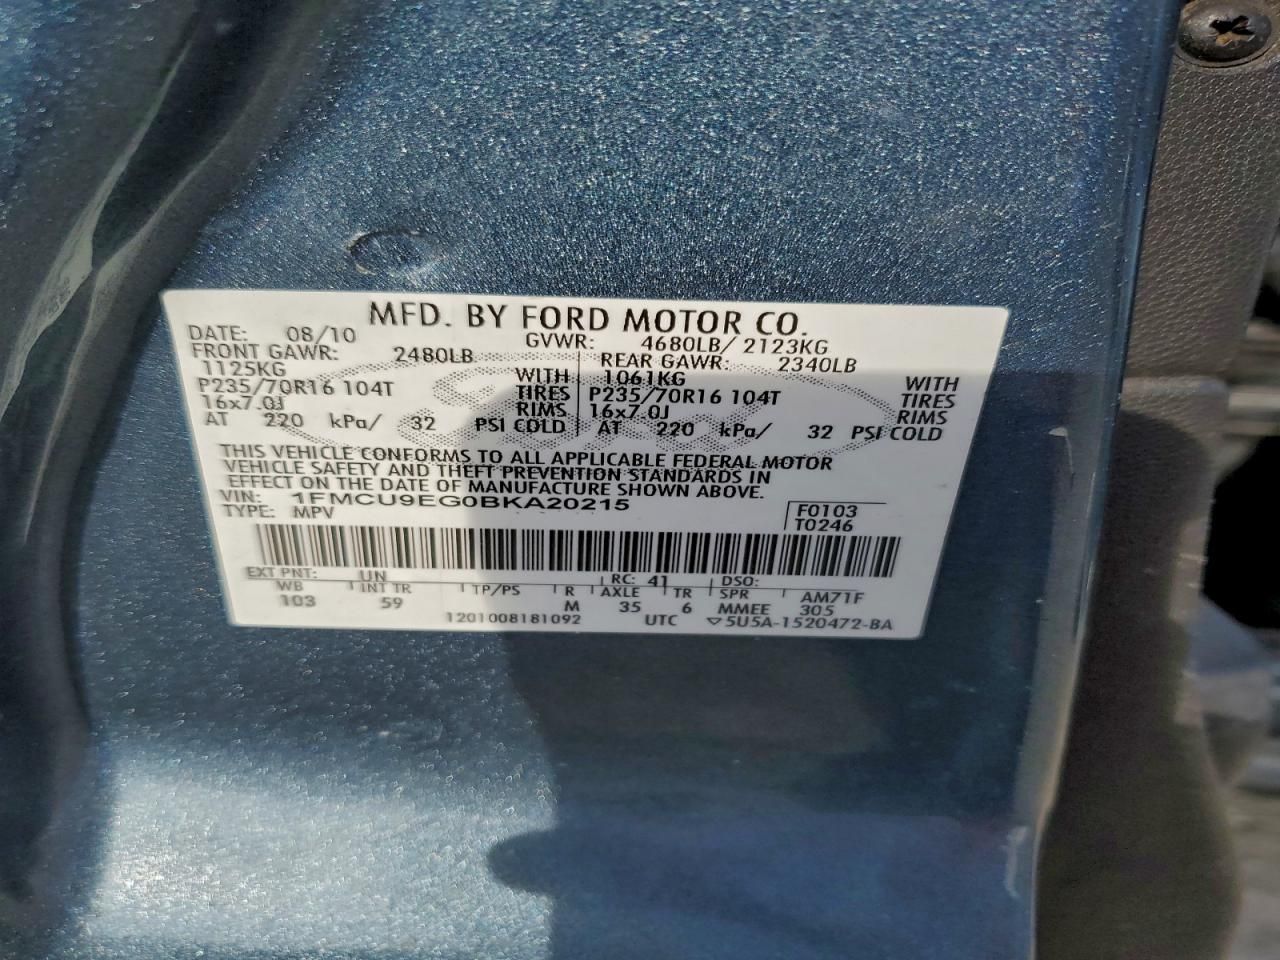 MFD. BY FORD MOTOR CO.
DATE: 08/10 GVWR: 4680LB/ 2123KG
FRONT GAWR: 2480LB REAR GAWR: 2340LB
1125KG WITH 1061KG WITH
P235/70R16 104T TIRES P235/70R16 104T TIRES
16x7.0J RIMS 16x7.0J RIMS
AT 220 kPa/ 32 PSI COLD AT 220 kPa/ 32 PSI COLD
THIS VEHICLE CONFORMS TO ALL APPLICABLE FEDERAL MOTOR
VEHICLE SAFETY AND THEFT PREVENTION STANDARDS IN
EFFECT ON THE DATE OF MANUFACTURE SHOWN ABOVE.
VIN: 1FMCU9EG0BKA20215 F0103
TYPE: MPV T0246
EXT PNT: UN RC: 41 DSO:
WB INT TR TP/PS R AXLE TR SPR AM71F
103 59 M 35 6 MMEE 305
1201008181092 UTC ▽5U5A-1520472-BA